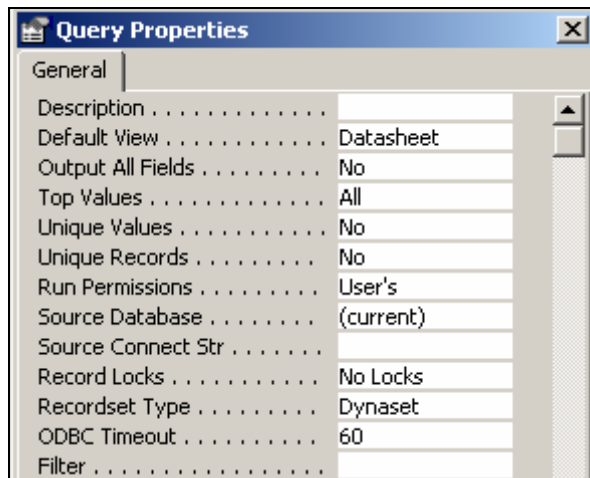 Query Properties
General
Description . . . . . . . . . . . . .
Default View . . . . . . . . . . . . Datasheet
Output All Fields . . . . . . . . . No
Top Values . . . . . . . . . . . . . All
Unique Values . . . . . . . . . . . No
Unique Records . . . . . . . . . No
Run Permissions . . . . . . . . . User's
Source Database . . . . . . . . (current)
Source Connect Str . . . . . . .
Record Locks . . . . . . . . . . . No Locks
Recordset Type . . . . . . . . . Dynaset
ODBC Timeout . . . . . . . . . . 60
Filter . . . . . . . . . . . . . . . . . .